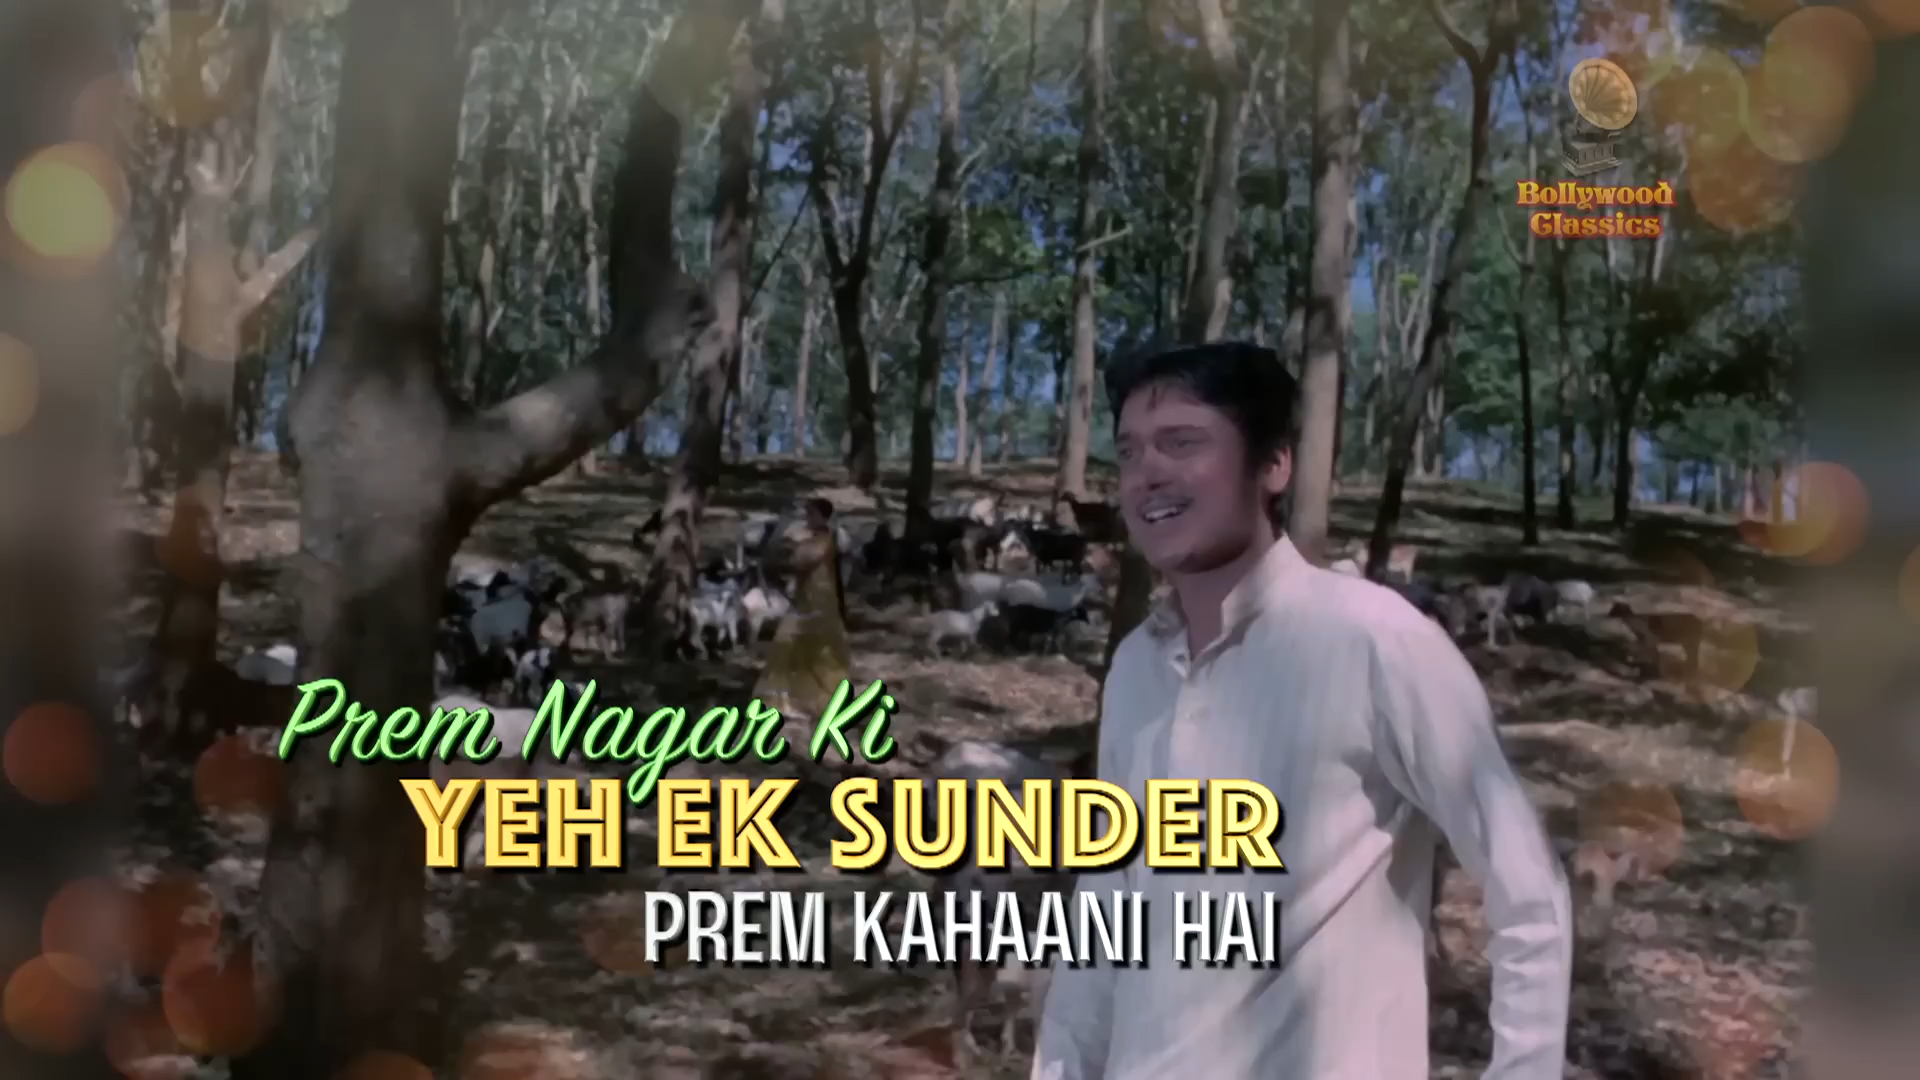 Bollywood
Classics
Prem Nagar Ki
YEH EK SUNDER
PREM KAHAANI HAI